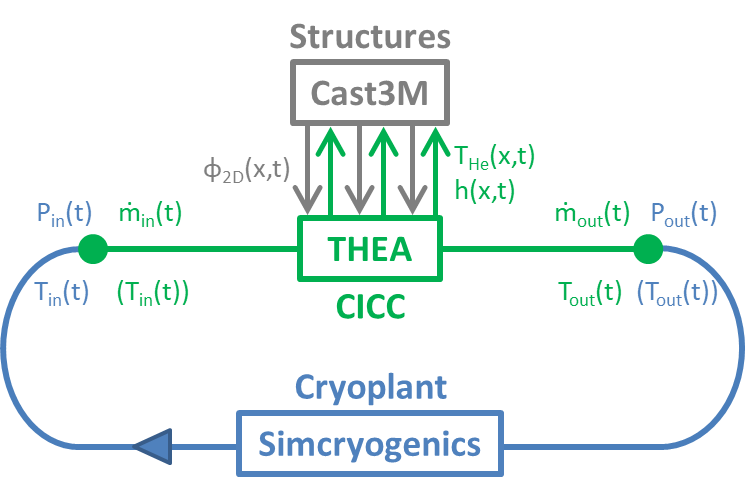 Structures
Cast3M
ϕ2D(x,t)
THe(x,t)
h(x,t)
Pin(t) ṁin(t) ṁout(t) Pout(t)
THEA
Tin(t) (Tin(t)) Tout(t) (Tout(t))
CICC
Cryoplant
Simcryogenics